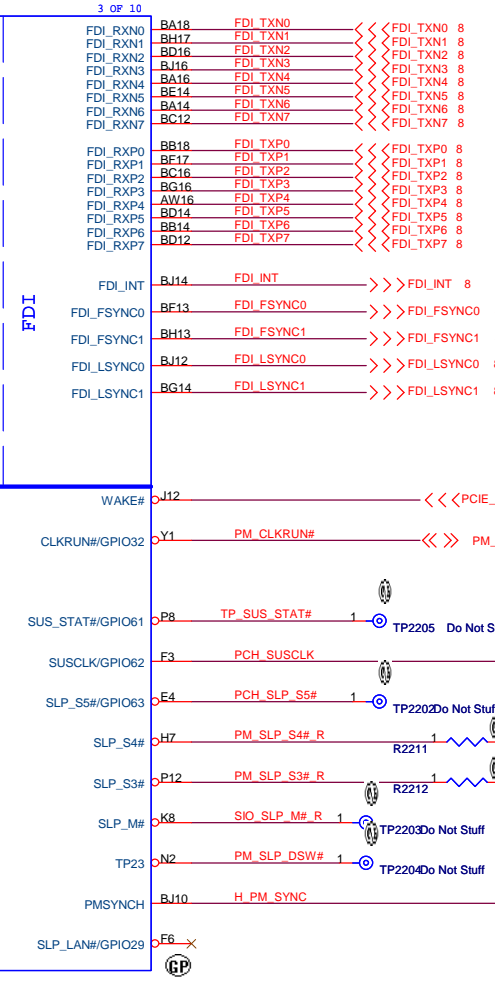 3 OF 10
FDI_RXN0 BA18 FDI_TXN0 FDI_TXN0 8
FDI_RXN1 BH17 FDI_TXN1 FDI_TXN1 8
FDI_RXN2 BD16 FDI_TXN2 FDI_TXN2 8
FDI_RXN3 BJ16 FDI_TXN3 FDI_TXN3 8
FDI_RXN4 BA16 FDI_TXN4 FDI_TXN4 8
FDI_RXN5 BE14 FDI_TXN5 FDI_TXN5 8
FDI_RXN6 BA14 FDI_TXN6 FDI_TXN6 8
FDI_RXN7 BC12 FDI_TXN7 FDI_TXN7 8
FDI_RXP0 BB18 FDI_TXP0 FDI_TXP0 8
FDI_RXP1 BF17 FDI_TXP1 FDI_TXP1 8
FDI_RXP2 BC16 FDI_TXP2 FDI_TXP2 8
FDI_RXP3 BG16 FDI_TXP3 FDI_TXP3 8
FDI_RXP4 AW16 FDI_TXP4 FDI_TXP4 8
FDI_RXP5 BD14 FDI_TXP5 FDI_TXP5 8
FDI_RXP6 BB14 FDI_TXP6 FDI_TXP6 8
FDI_RXP7 BD12 FDI_TXP7 FDI_TXP7 8
FDI
FDI_INT BJ14 FDI_INT FDI_INT 8
FDI_FSYNC0 BF13 FDI_FSYNC0 FDI_FSYNC0
FDI_FSYNC1 BH13 FDI_FSYNC1 FDI_FSYNC1
FDI_LSYNC0 BJ12 FDI_LSYNC0 FDI_LSYNC0
FDI_LSYNC1 BG14 FDI_LSYNC1 FDI_LSYNC1
WAKE# J12 PCIE_
CLKRUN#/GPIO32 Y1 PM_CLKRUN# PM_
SUS_STAT#/GPIO61 P8 TP_SUS_STAT# 1 TP2205 Do Not S
SUSCLK/GPIO62 F3 PCH_SUSCLK
SLP_S5#/GPIO63 E4 PCH_SLP_S5# 1 TP2202 Do Not Stuf
SLP_S4# H7 PM_SLP_S4#_R 1 R2211
SLP_S3# P12 PM_SLP_S3#_R 1 R2212
SLP_M# K8 SIO_SLP_M#_R 1 TP2203 Do Not Stuff
TP23 N2 PM_SLP_DSW# 1 TP2204 Do Not Stuff
PMSYNCH BJ10 H_PM_SYNC
SLP_LAN#/GPIO29 F6
GP